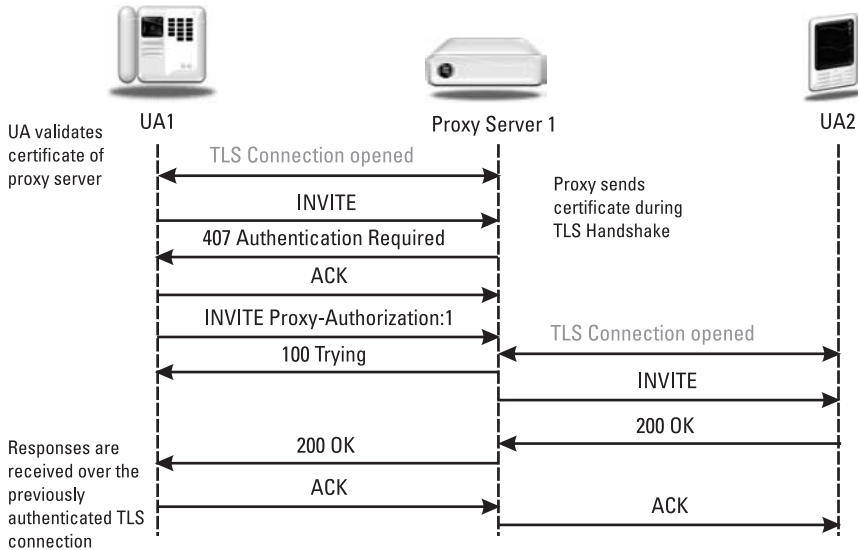 UA1
Proxy Server 1
UA2
UA validates
certificate of
proxy server
TLS Connection opened
Proxy sends
certificate during
TLS Handshake
INVITE
407 Authentication Required
ACK
INVITE Proxy-Authorization:1
TLS Connection opened
100 Trying
INVITE
200 OK
200 OK
Responses are
received over the
previously
authenticated TLS
connection
ACK
ACK